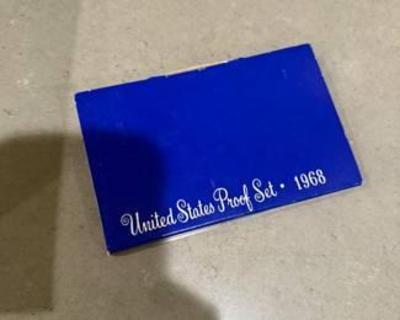 United States Proof Set • 1968